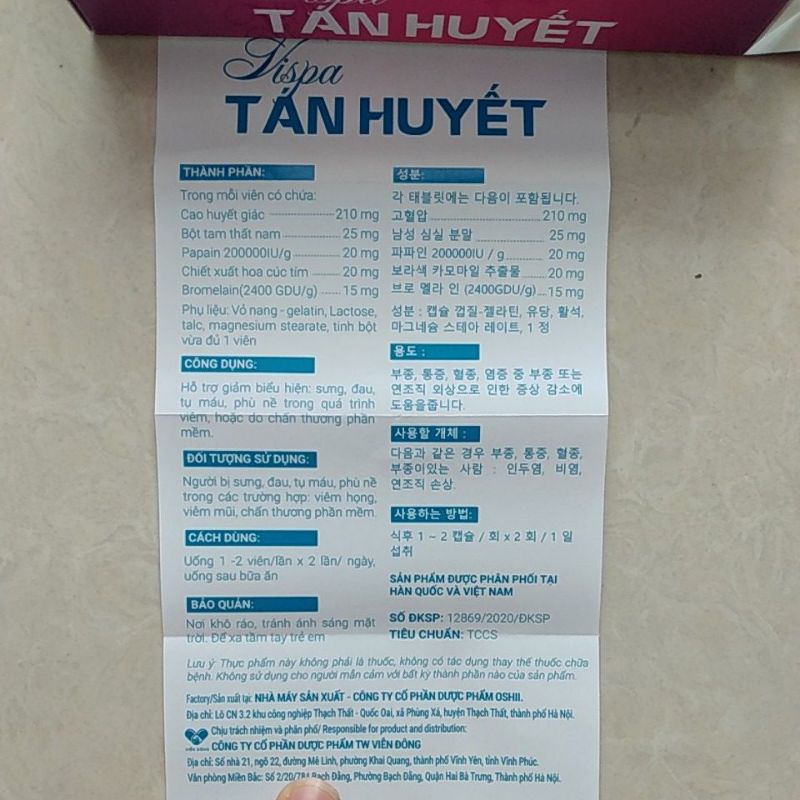 TÁN HUYẾT
Vispa
TÁN HUYẾT
THÀNH PHẦN:
Trong mỗi viên có chứa:
Cao huyết giác 210 mg
Bột tam thất nam 25 mg
Papain 200000IU/g 20 mg
Chiết xuất hoa cúc tím 20 mg
Bromelain(2400 GDU/g) 15 mg
Phụ liệu: Vỏ nang - gelatin, Lactose,
talc, magnesium stearate, tinh bột
vừa đủ 1 viên
CÔNG DỤNG:
Hỗ trợ giảm biểu hiện: sưng, đau,
tụ máu, phù nề trong quá trình
viêm, hoặc do chấn thương phần
mềm.
ĐỐI TƯỢNG SỬ DỤNG:
Người bị sưng, đau, tụ máu, phù nề
trong các trường hợp: viêm họng,
viêm mũi, chấn thương phần mềm.
CÁCH DÙNG:
Uống 1 -2 viên/lần x 2 lần/ ngày,
uống sau bữa ăn
BẢO QUẢN:
Nơi khô ráo, tránh ánh sáng mặt
trời. Để xa tầm tay trẻ em
성분:
각 태블릿에는 다음이 포함됩니다.
고혈압 210 mg
남성 심실 분말 25 mg
파파인 200000IU / g 20 mg
보라색 카모마일 추출물 20 mg
브로 멜라 인 (2400GDU/g) 15 mg
성분 : 캡슐 껍질-젤라틴, 유당, 활석,
마그네슘 스테아 레이트, 1 정
용도 :
부종, 통증, 혈종, 염증 중 부종 또는
연조직 외상으로 인한 증상 감소에
도움을줍니다.
사용할 개체 :
다음과 같은 경우 부종, 통증, 혈종,
부종이있는 사람 : 인두염, 비염,
연조직 손상.
사용하는 방법:
식후 1 ~ 2 캡슐 / 회 x 2 회 / 1 일
섭취
SẢN PHẨM ĐƯỢC PHÂN PHỐI TẠI
HÀN QUỐC VÀ VIỆT NAM
SỐ ĐKSP: 12869/2020/ĐKSP
TIÊU CHUẨN: TCCS
Lưu ý: Thực phẩm này không phải là thuốc, không có tác dụng thay thế thuốc chữa
bệnh. Không sử dụng cho người mẫn cảm với bất kỳ thành phần nào của sản phẩm.
Factory/Sản xuất tại: NHÀ MÁY SẢN XUẤT - CÔNG TY CỔ PHẦN DƯỢC PHẨM OSHII.
Địa chỉ: Lô CN 3.2 khu công nghiệp Thạch Thất - Quốc Oai, xã Phùng Xá, huyện Thạch Thất, thành phố Hà Nội.
Chịu trách nhiệm và phân phố/ Responsible for product and distribution:
CÔNG TY CỔ PHẦN DƯỢC PHẨM TW VIỄN ĐÔNG
Địa chỉ: Số nhà 21, ngõ 22, đường Mê Linh, phường Khai Quang, thành phố Vĩnh Yên, tỉnh Vĩnh Phúc.
Văn phòng Miền Bắc: Số 2/20/784 Bạch Đằng, Phường Bạch Đằng, Quận Hai Bà Trưng, Thành phố Hà Nội.